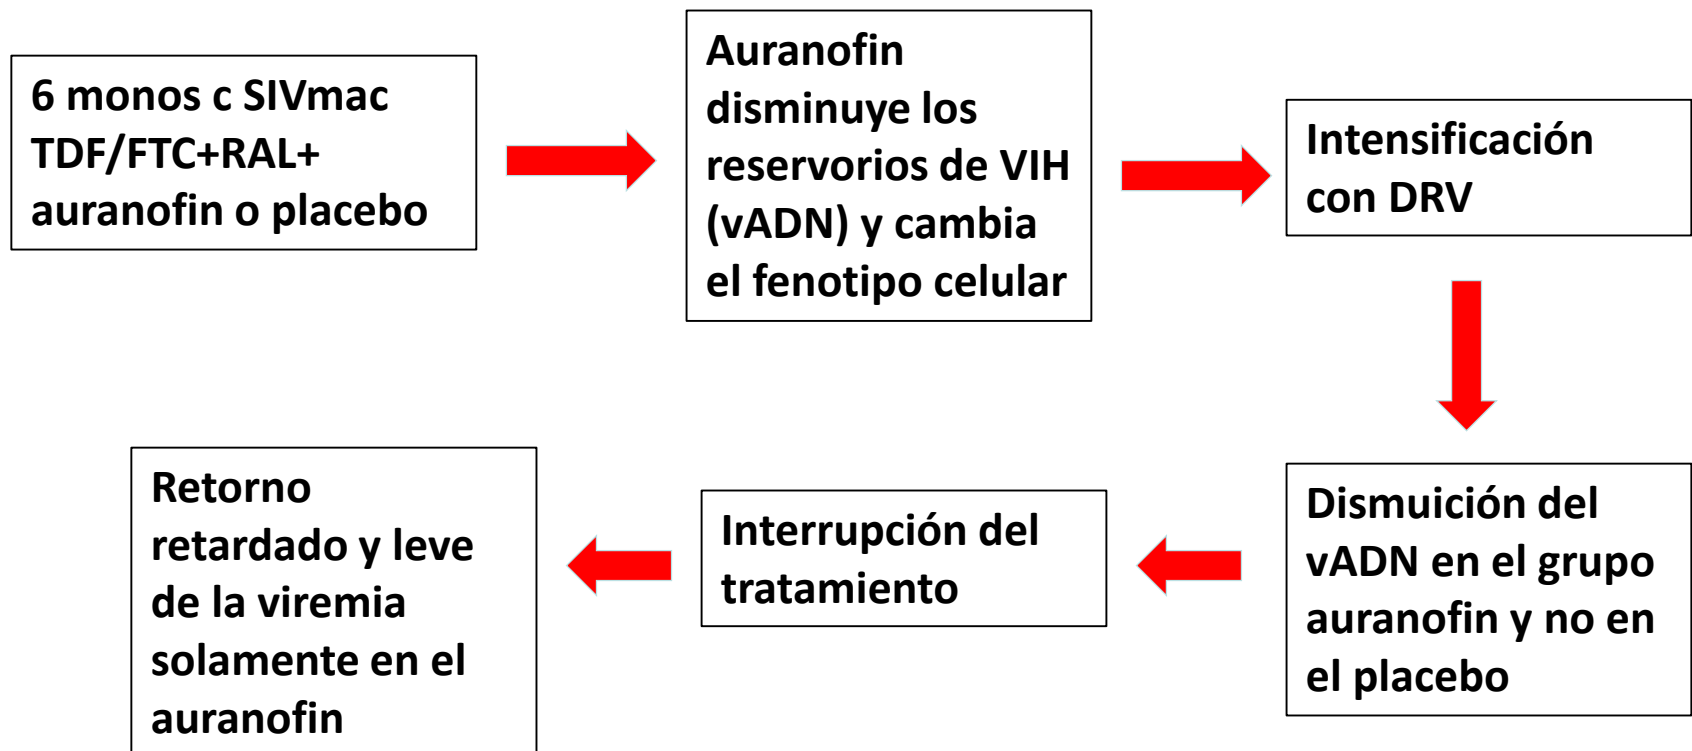 6 monos c SIVmac
TDF/FTC+RAL+
auranofin o placebo
Auranofin
disminuye los
reservorios de VIH
(vADN) y cambia
el fenotipo celular
Intensificación
con DRV
Dismuición del
vADN en el grupo
auranofin y no en
el placebo
Interrupción del
tratamiento
Retorno
retardado y leve
de la viremia
solamente en el
auranofin